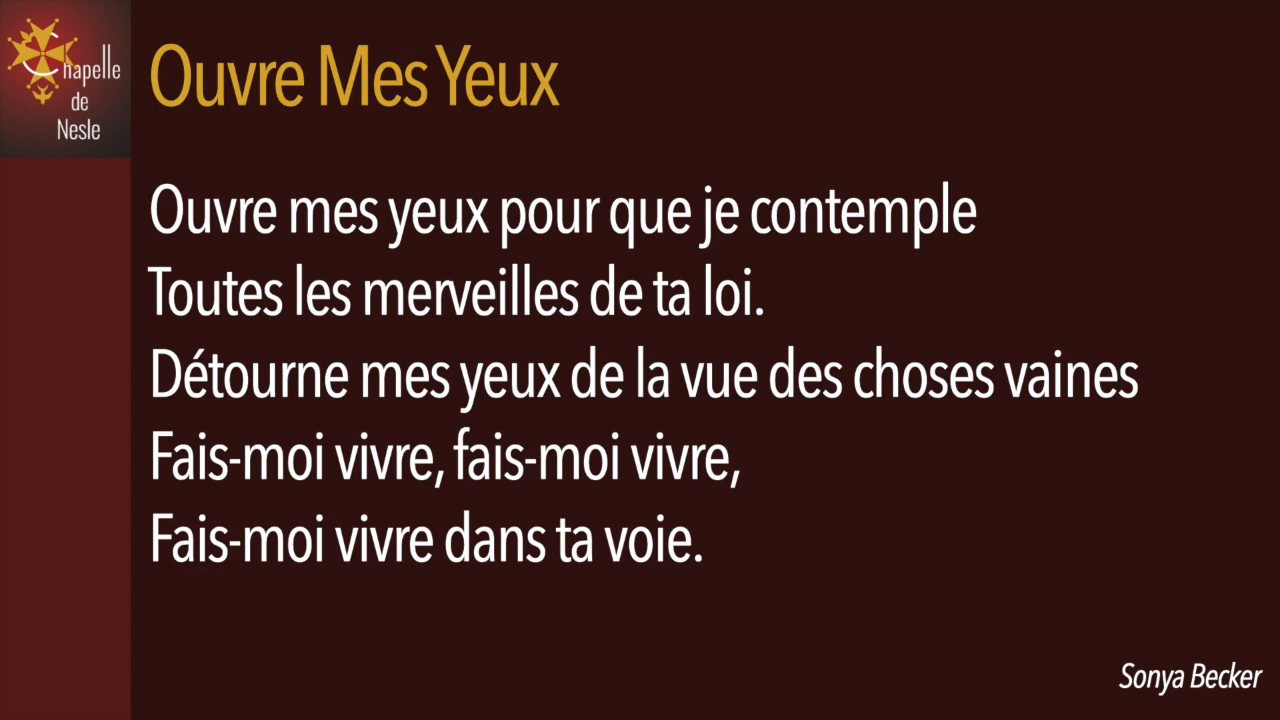 Chapelle
de
Nesle
Ouvre Mes Yeux
Ouvre mes yeux pour que je contemple
Toutes les merveilles de ta loi.
Détourne mes yeux de la vue des choses vaines
Fais-moi vivre, fais-moi vivre,
Fais-moi vivre dans ta voie.
Sonya Becker